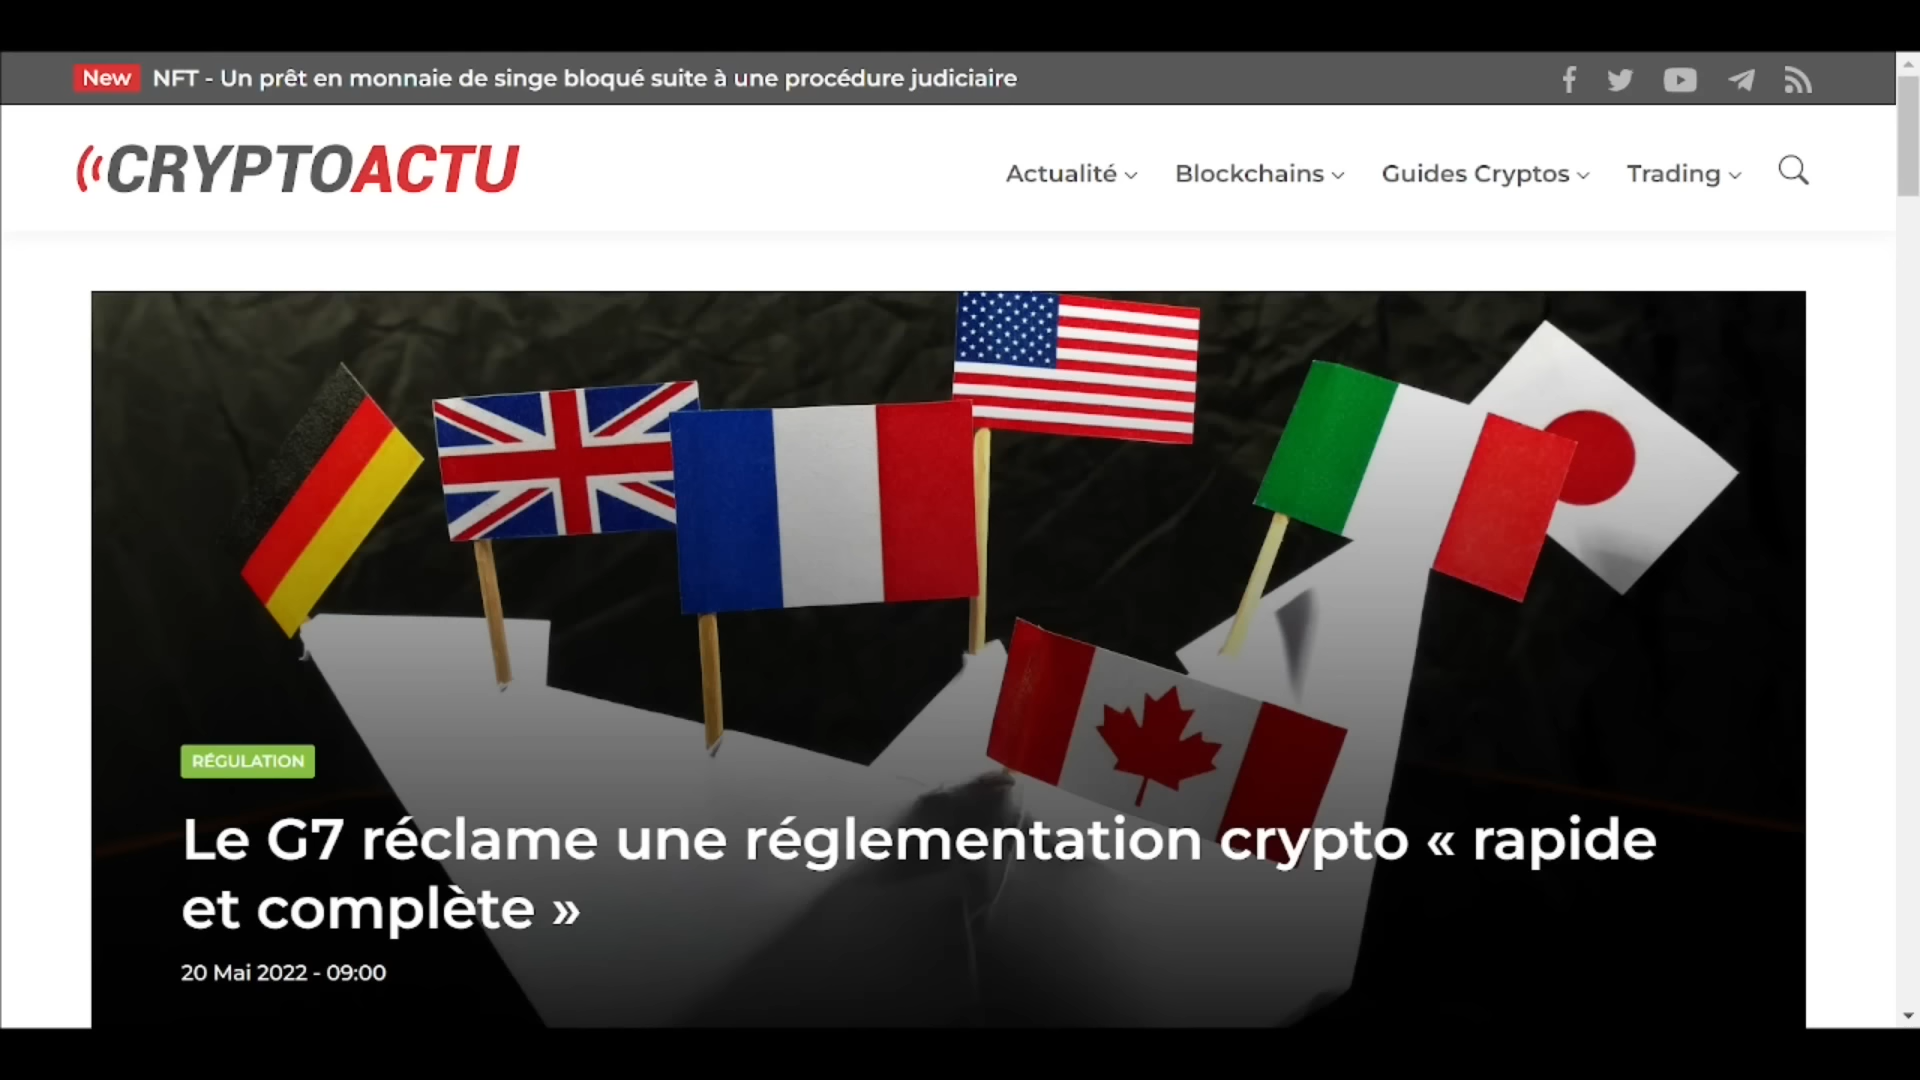 New NFT - Un prêt en monnaie de singe bloqué suite à une procédure judiciaire
CRYPTOACTU
Actualité Blockchains Guides Cryptos Trading
RÉGULATION
Le G7 réclame une réglementation crypto « rapide
et complète »
20 Mai 2022 - 09:00